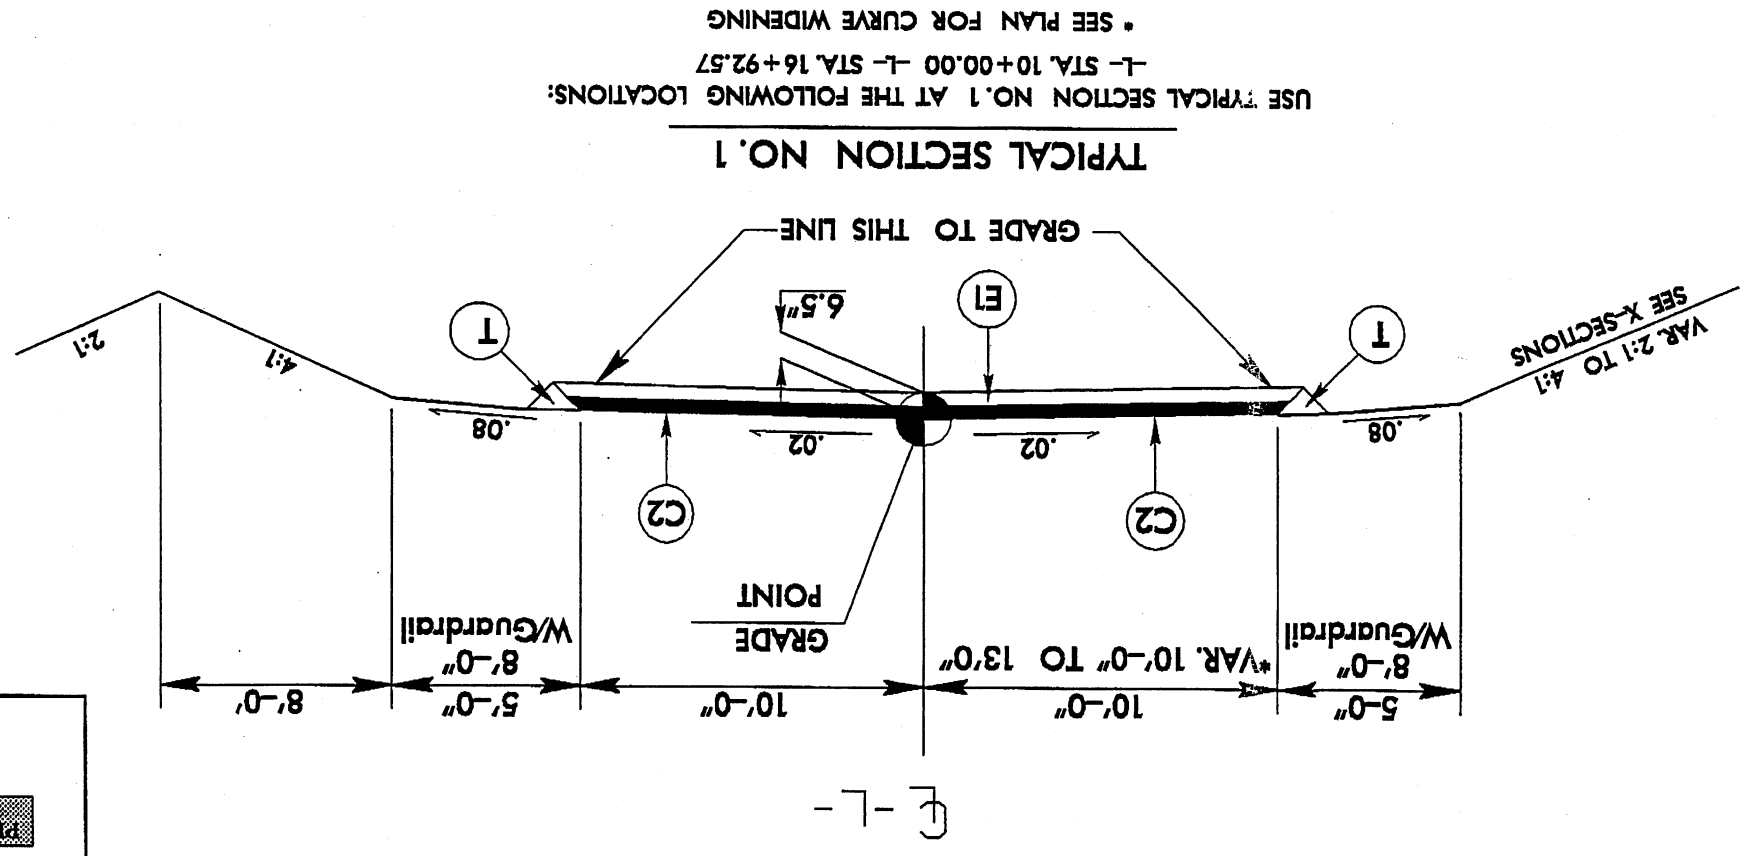 ℄ -L-
5-0"
10'-0"
10'-0"
5'-0"
8'-0'
8'-0"
W/Guardrail
*VAR. 10'-0" TO 13'0"
GRADE
POINT
8'-0"
W/Guardrail
C2
C2
.08
.02
.02
.08
VAR. 2:1 TO 4:1
SEE X-SECTIONS
T
E1
6.5"
T
4:1
2:1
GRADE TO THIS LINE
TYPICAL SECTION NO. 1
USE TYPICAL SECTION NO. 1 AT THE FOLLOWING LOCATIONS:
-L- STA. 10+00.00 -L- STA. 16+92.57
* SEE PLAN FOR CURVE WIDENING